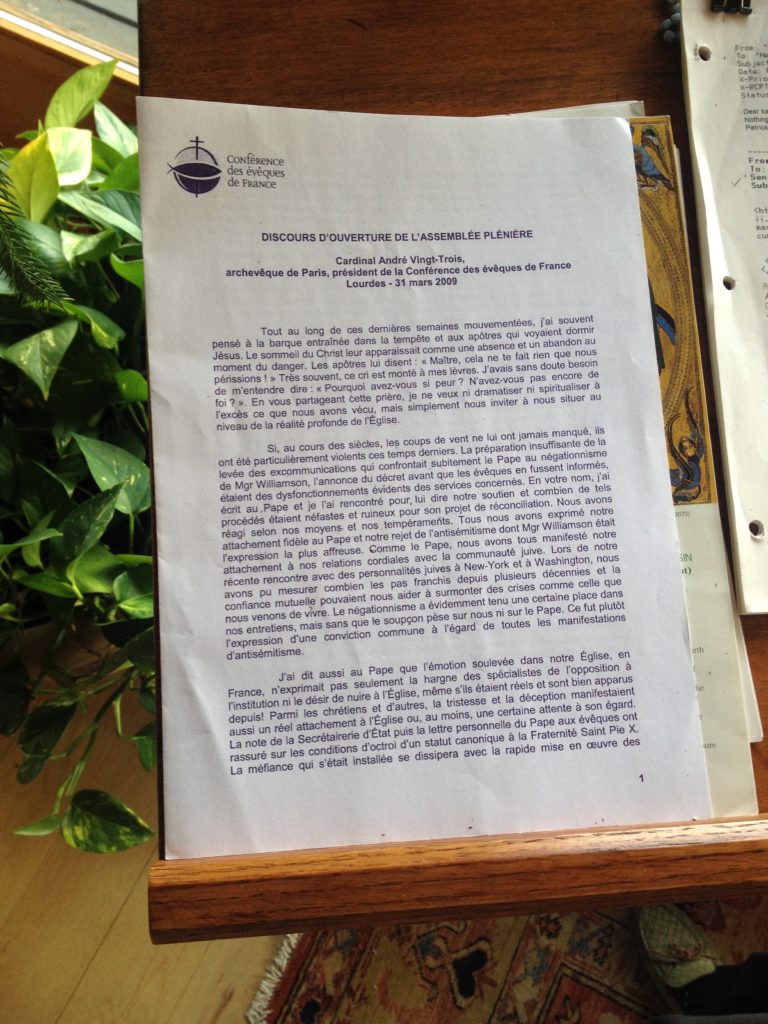 CONFÉRENCE
des évêques
de FRANCE
DISCOURS D'OUVERTURE DE L'ASSEMBLÉE PLÉNIÈRE
Cardinal André Vingt-Trois,
archevêque de Paris, président de la Conférence des évêques de France
Lourdes - 31 mars 2009
Tout au long de ces dernières semaines mouvementées, j'ai souvent
pensé à la barque entraînée dans la tempête et aux apôtres qui voyaient dormir
Jésus. Le sommeil du Christ leur apparaissait comme une absence et un abandon au
moment du danger. Les apôtres lui disent : « Maître, cela ne te fait rien que nous
périssions ! » Très souvent, ce cri est monté à mes lèvres. J'avais sans doute besoin
de m'entendre dire : « Pourquoi avez-vous si peur ? N'avez-vous pas encore de
foi ? ». En vous partageant cette prière, je ne veux ni dramatiser ni spiritualiser à
l'excès ce que nous avons vécu, mais simplement nous inviter à nous situer au
niveau de la réalité profonde de l'Église.
Si, au cours des siècles, les coups de vent ne lui ont jamais manqué, ils
ont été particulièrement violents ces temps derniers. La préparation insuffisante de la
levée des excommunications qui confrontait subitement le Pape au négationnisme
de Mgr Williamson, l'annonce du décret avant que les évêques en fussent informés,
étaient des dysfonctionnements évidents des services concernés. En votre nom, j'ai
écrit au Pape et je l'ai rencontré pour lui dire notre soutien et combien de tels
procédés étaient néfastes et ruineux pour son projet de réconciliation. Nous avons
réagi selon nos moyens et nos tempéraments. Tous nous avons exprimé notre
attachement fidèle au Pape et notre rejet de l'antisémitisme dont Mgr Williamson était
l'expression la plus affreuse. Comme le Pape, nous avons tous manifesté notre
attachement à nos relations cordiales avec la communauté juive. Lors de notre
récente rencontre avec des personnalités juives à New-York et à Washington, nous
avons pu mesurer combien les pas franchis depuis plusieurs décennies et la
confiance mutuelle pouvaient nous aider à surmonter des crises comme celle que
nous venons de vivre. Le négationnisme a évidemment tenu une certaine place dans
nos entretiens, mais sans que le soupçon pèse sur nous ni sur le Pape. Ce fut plutôt
l'expression d'une conviction commune à l'égard de toutes les manifestations
d'antisémitisme.
J'ai dit aussi au Pape que l'émotion soulevée dans notre Église, en
France, n'exprimait pas seulement la hargne des spécialistes de l'opposition à
l'institution ni le désir de nuire à l'Église, même s'ils étaient réels et sont bien apparus
depuis! Parmi les chrétiens et d'autres, la tristesse et la déception manifestaient
aussi un réel attachement à l'Église ou, au moins, une certaine attente à son égard.
La note de la Secrétairerie d'État puis la lettre personnelle du Pape aux évêques ont
rassuré sur les conditions d'octroi d'un statut canonique à la Fraternité Saint Pie X.
La méfiance qui s'était installée se dissipera avec la rapide mise en œuvre des
1
From:
To:
Subject
Date:
X-Prio
X-RCPT
Status
Dear
Nothing
Patrick
From
To:
Sen
Sub
3070)